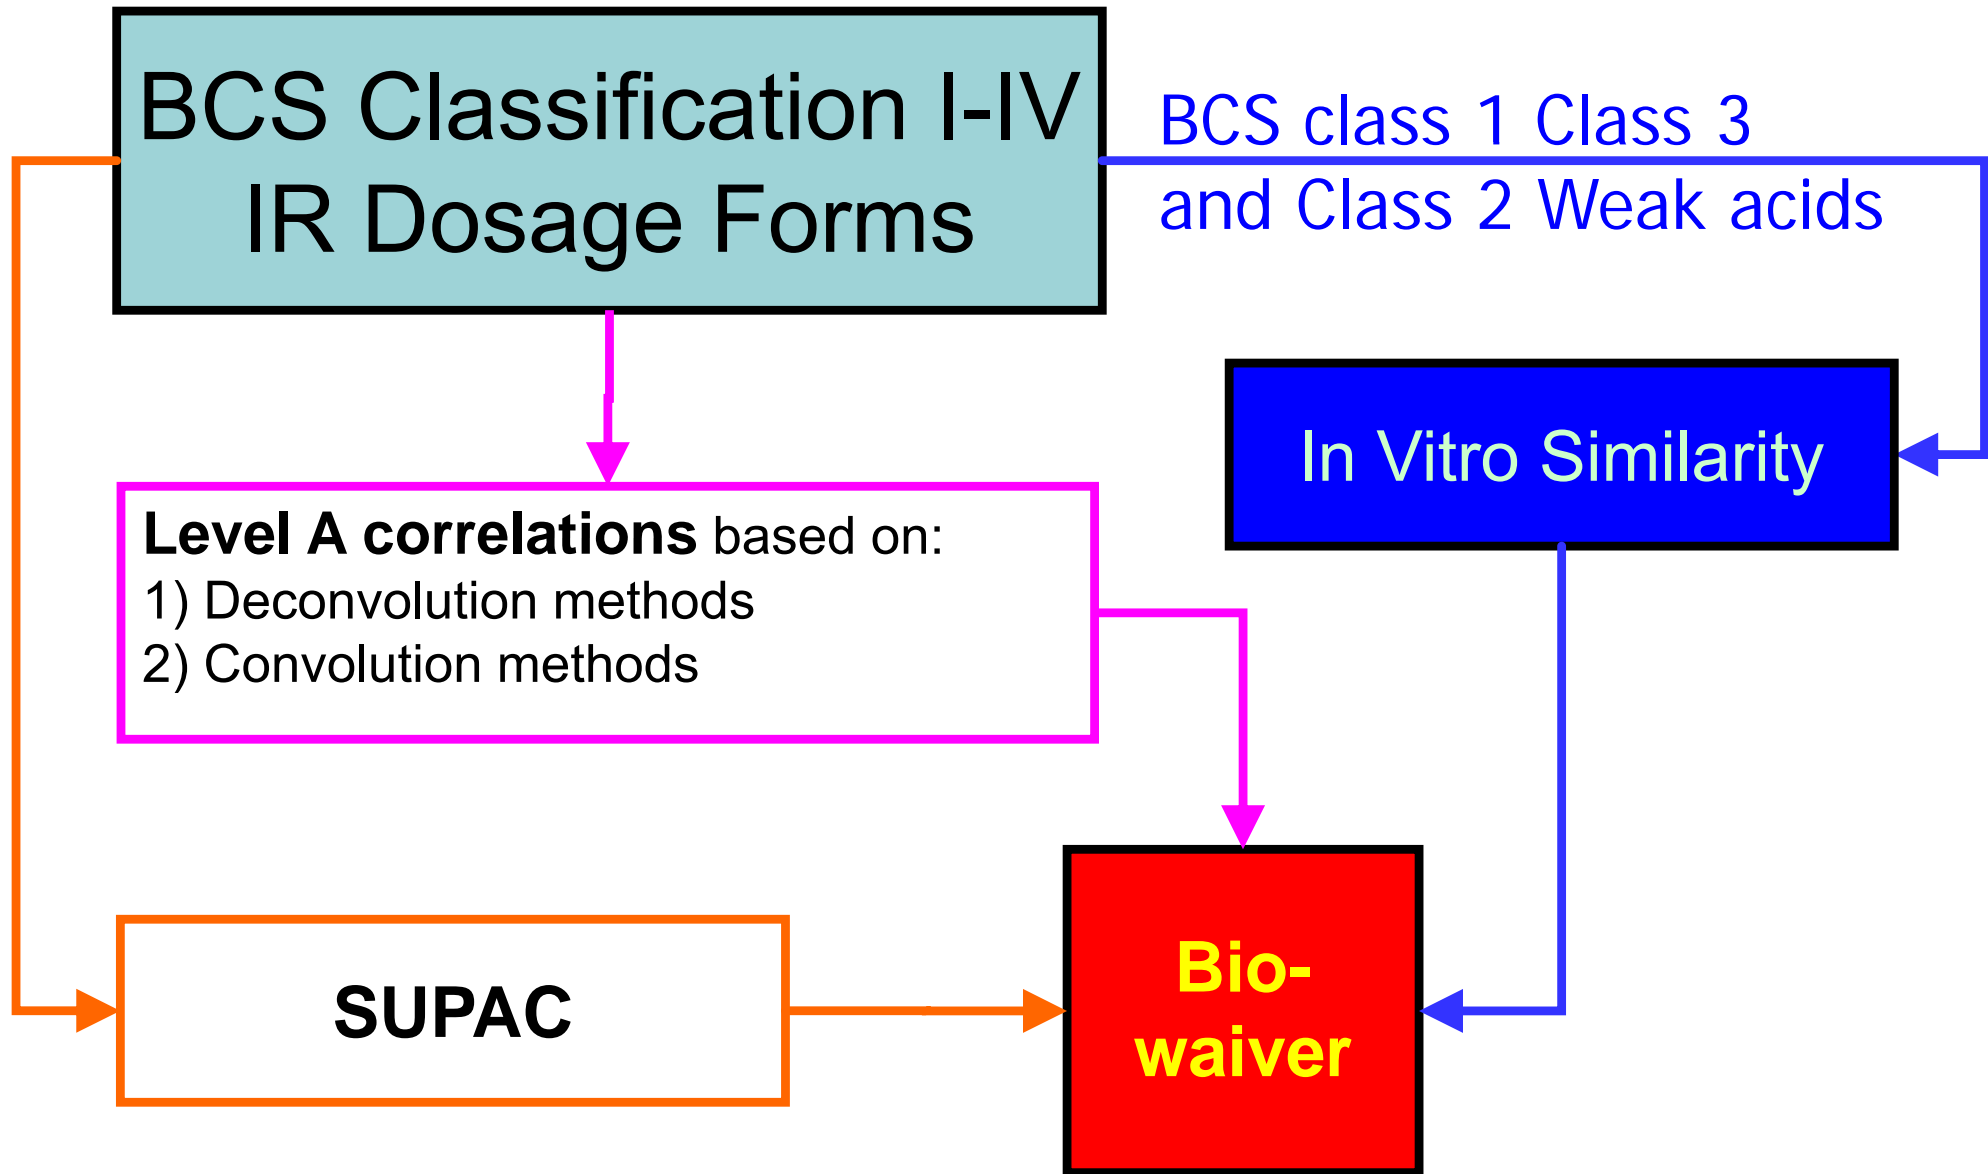 BCS Classification I-IV
IR Dosage Forms
BCS class 1 Class 3
and Class 2 Weak acids
In Vitro Similarity
Level A correlations based on:
1) Deconvolution methods
2) Convolution methods
SUPAC
Bio-
waiver